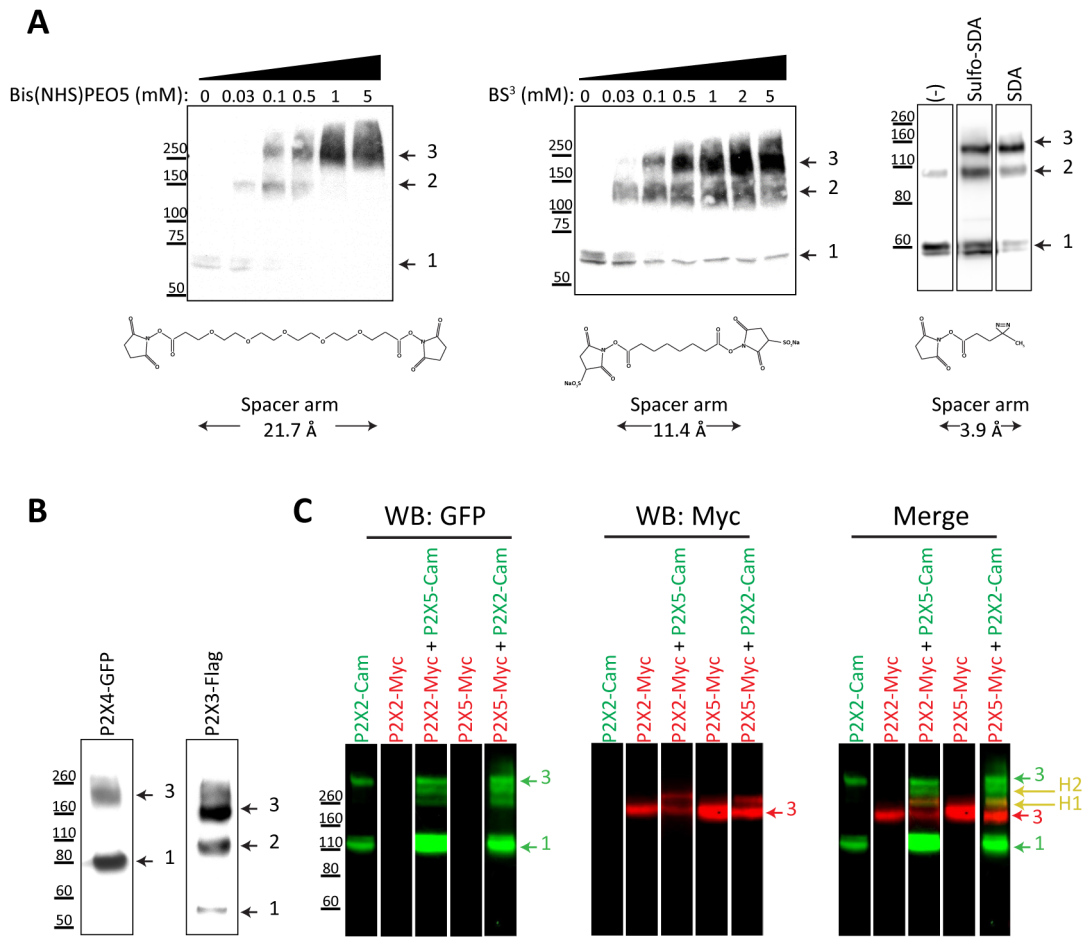 A
Bis(NHS)PEO5 (mM): 0 0.03 0.1 0.5 1 5
250
150
100
75
50
3
2
1
BS³ (mM): 0 0.03 0.1 0.5 1 2 5
250
150
100
75
50
3
2
1
(-)
Sulfo-SDA
SDA
260
160
110
80
60
3
2
1
Spacer arm
21.7 Å
NaO₃S
SO₃Na
Spacer arm
11.4 Å
N=N
CH₃
Spacer arm
3.9 Å
B
P2X4-GFP
P2X3-Flag
260
160
110
80
60
50
3
1
3
2
1
C
WB: GFP
WB: Myc
Merge
P2X2-Cam
P2X2-Myc
P2X2-Myc + P2X5-Cam
P2X5-Myc
P2X5-Myc + P2X2-Cam
3
1
P2X2-Cam
P2X2-Myc
P2X2-Myc + P2X5-Cam
P2X5-Myc
P2X5-Myc + P2X2-Cam
260
160
110
80
60
3
P2X2-Cam
P2X2-Myc
P2X2-Myc + P2X5-Cam
P2X5-Myc
P2X5-Myc + P2X2-Cam
3
H2
H1
3
1